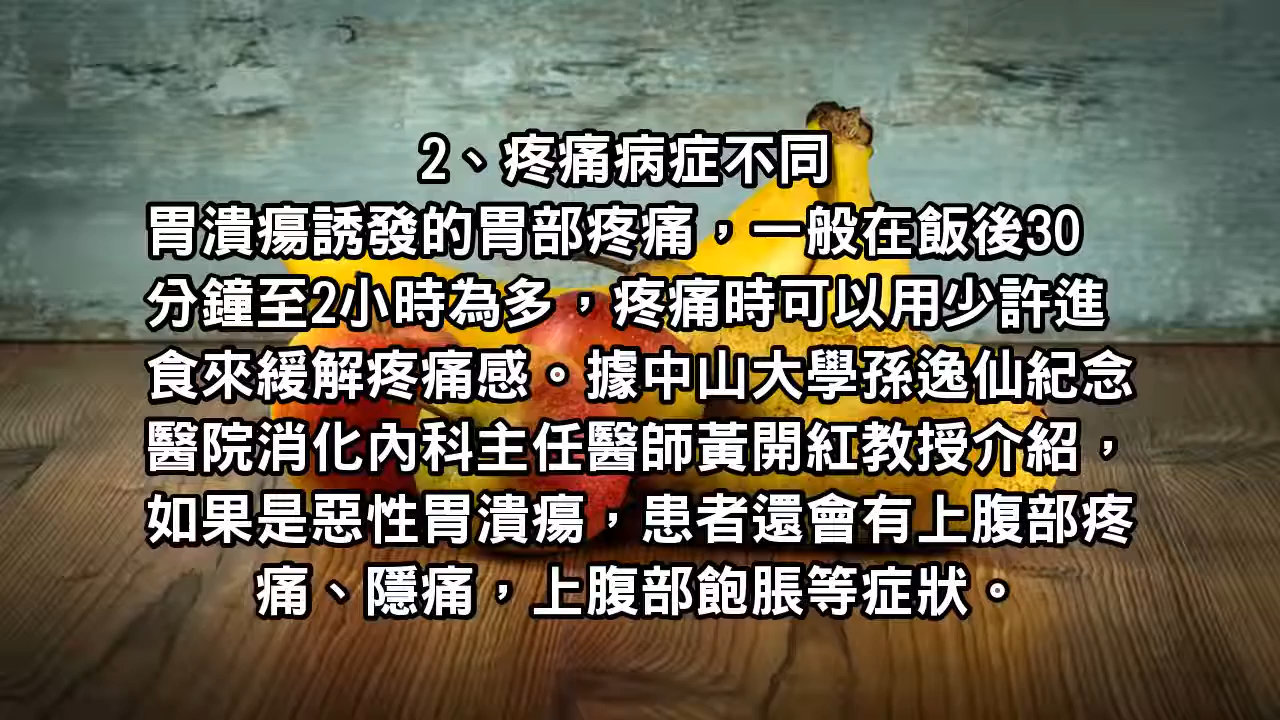 2、疼痛病症不同
胃潰瘍誘發的胃部疼痛，一般在飯後30
分鐘至2小時為多，疼痛時可以用少許進
食來緩解疼痛感。據中山大學孫逸仙紀念
醫院消化內科主任醫師黃開紅教授介紹，
如果是惡性胃潰瘍，患者還會有上腹部疼
痛、隱痛，上腹部飽脹等症狀。